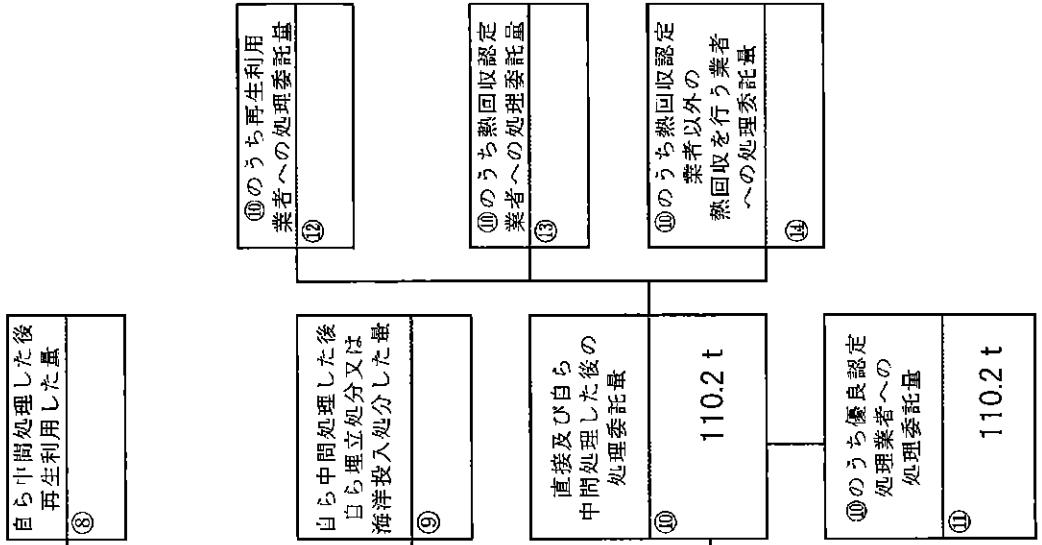 自ら中間処理した後
再生利用した量
⑧
自ら中間処理した後
自ら埋立処分又は
海洋投入処分した量
⑨
直接及び自ら
中間処理した後の
処理委託量
⑩
110.2 t
⑩のうち優良認定
処理業者への
処理委託量
⑪
110.2 t
⑩のうち再生利用
業者への処理委託量
⑫
⑩のうち熱回収認定
業者への処理委託量
⑬
⑩のうち熱回収認定
業者以外の
熱回収を行う業者
への処理委託量
⑭